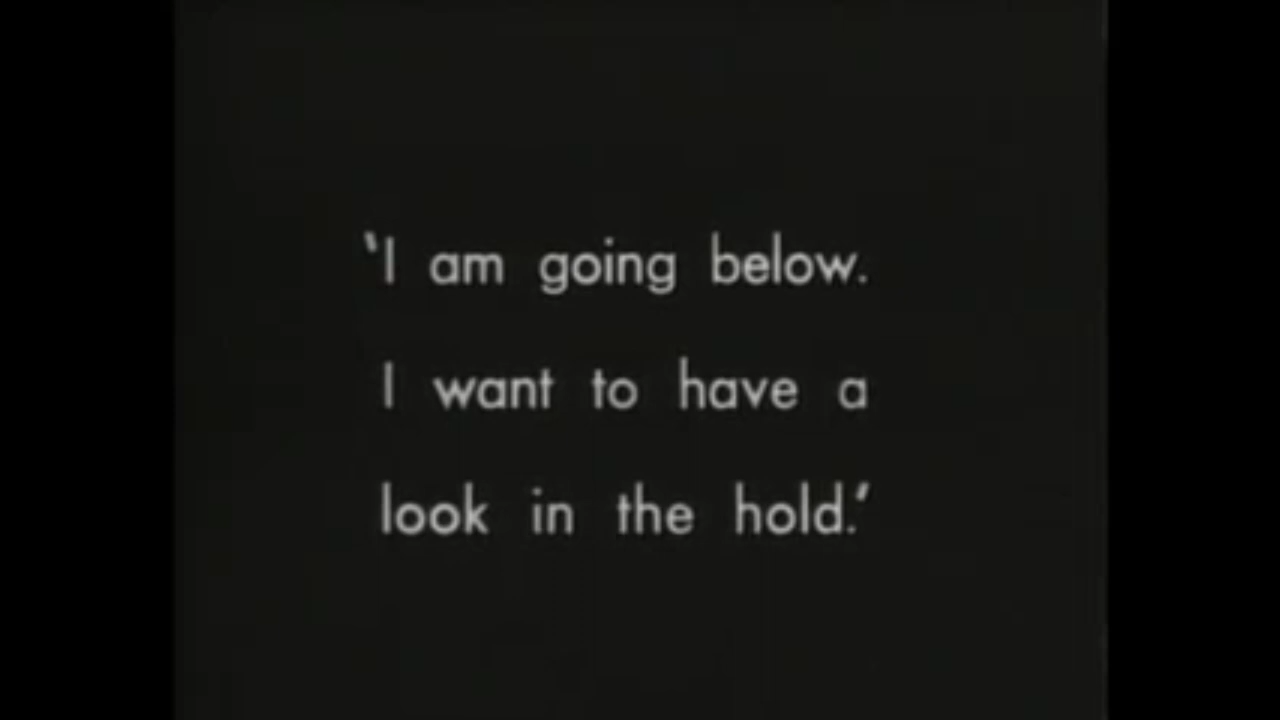 ‛I am going below.
I want to have a
look in the hold.’